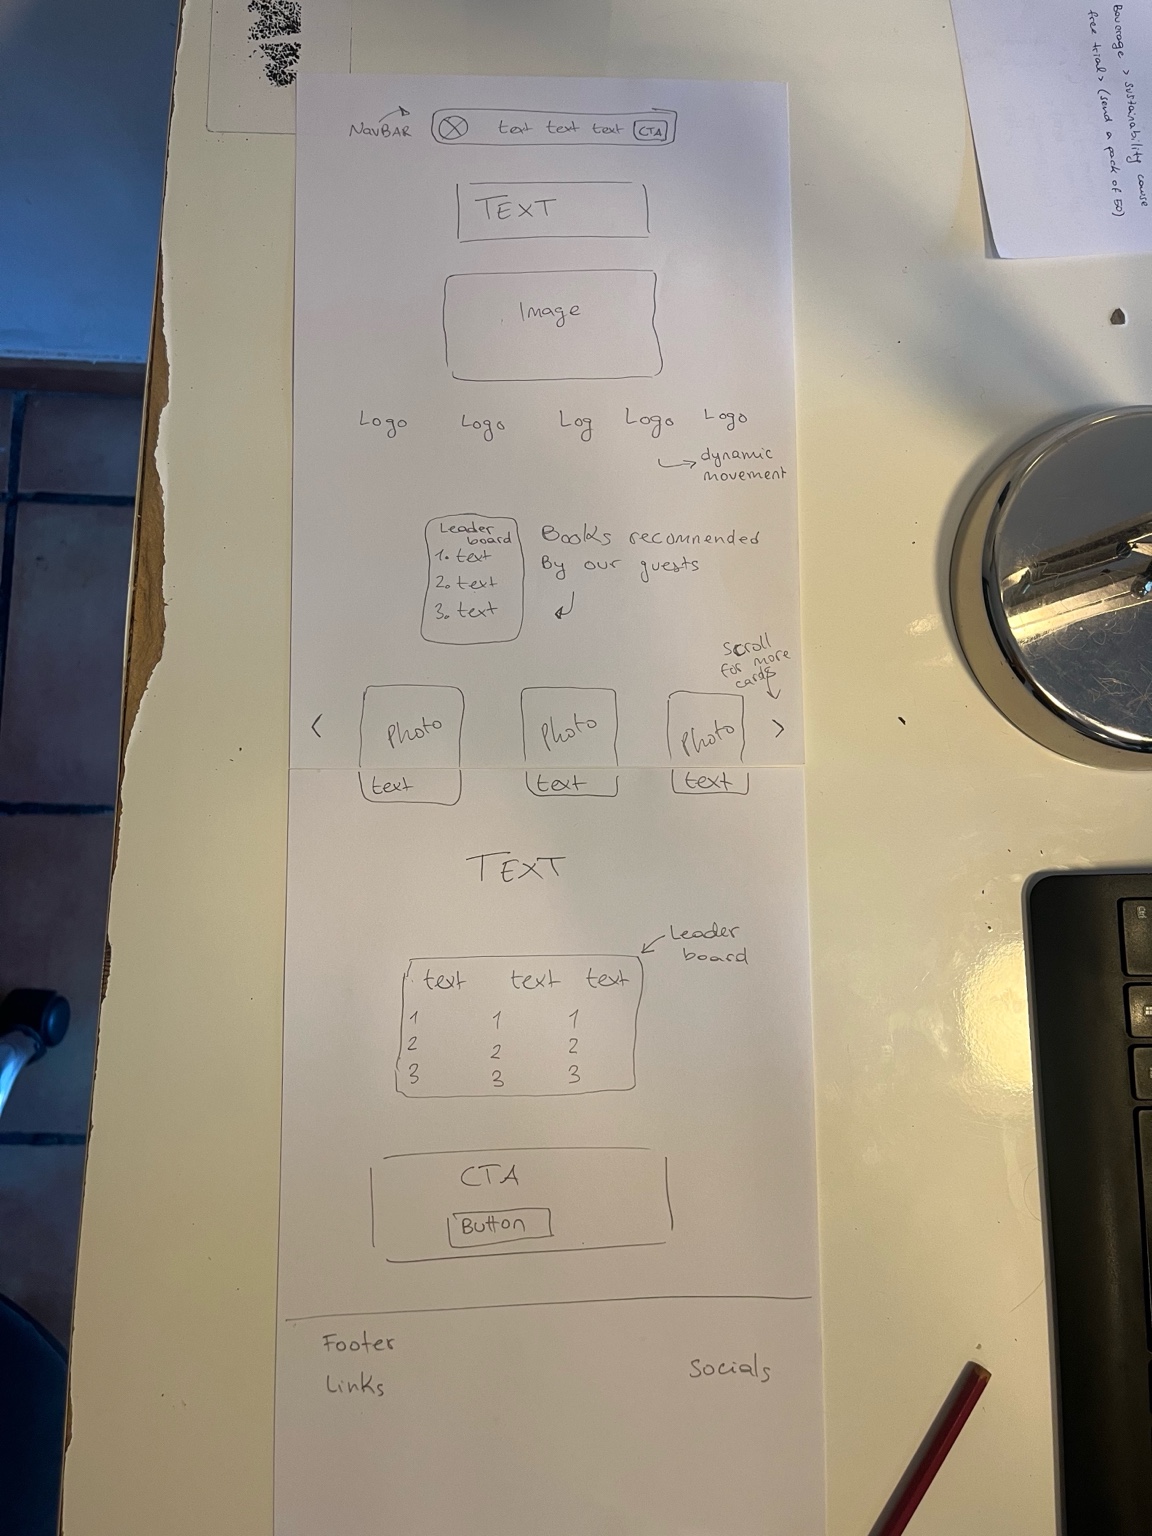 Beverage > sustainability cause
free trial > (send a pack of 50)
NavBAR
text text text CTA
TEXT
Image
Logo Logo Log Logo Logo
dynamic
movement
Leader
board
1. text
2. text
3. text
Books recomnended
By our guests
scroll
for more
cards
< Photo Photo Photo >
text text text
TEXT
Leader
board
text text text
1 1 1
2 2 2
3 3 3
CTA
Button
Footer
Links
Socials
Ctrl